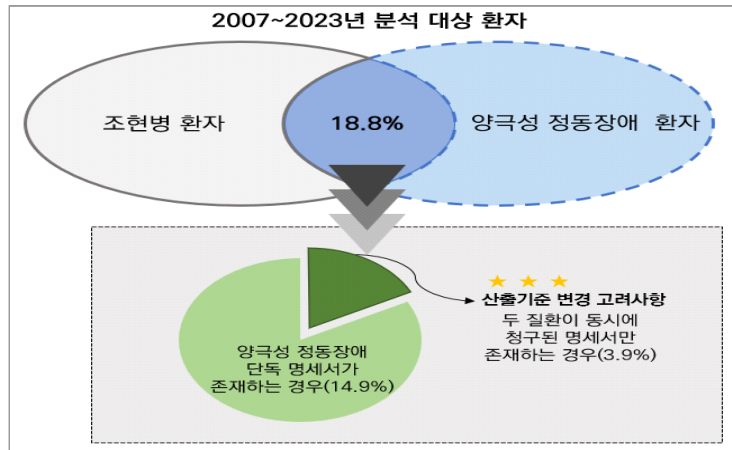 2007~2023년 분석 대상 환자
조현병 환자
18.8%
양극성 정동장애 환자
양극성 정동장애
단독 명세서가
존재하는 경우(14.9%)
산출기준 변경 고려사항
두 질환이 동시에
청구된 명세서만
존재하는 경우(3.9%)